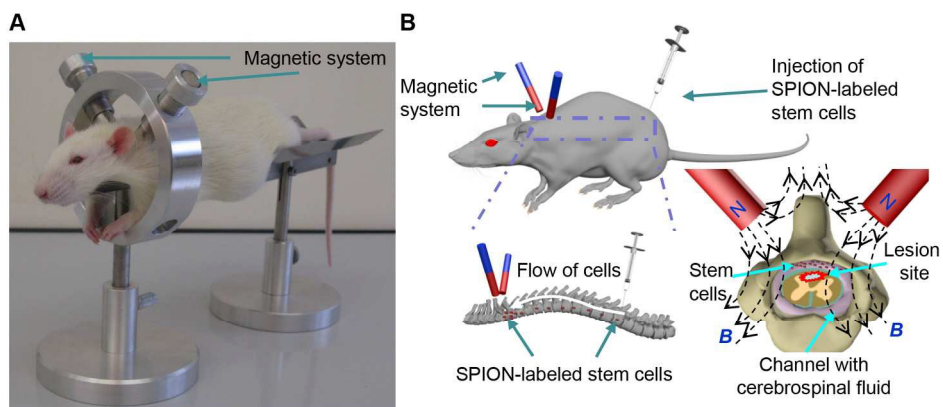 A
Magnetic system
B
Magnetic
system
Injection of
SPION-labeled
stem cells
Flow of cells
SPION-labeled stem cells
N
N
Stem
cells
Lesion
site
B
B
Channel with
cerebrospinal fluid